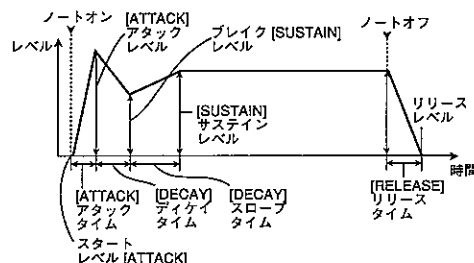 ノートオン
[ATTACK]
アタック
レベル
ブレイク [SUSTAIN]
レベル
ノートオフ
レベル
[SUSTAIN]
サステイン
レベル
リリース
レベル
時間
[ATTACK]
アタック
タイム
[DECAY]
ディケイ
タイム
[DECAY]
スロープ
タイム
[RELEASE]
リリース
タイム
スタート
レベル [ATTACK]